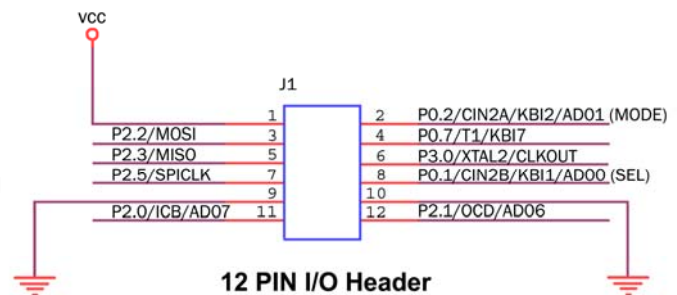 VCC
J1
1 2 P0.2/CIN2A/KBI2/AD01 (MODE)
P2.2/MOSI 3 4 P0.7/T1/KBI7
P2.3/MISO 5 6 P3.0/XTAL2/CLKOUT
P2.5/SPICLK 7 8 P0.1/CIN2B/KBI1/AD00 (SEL)
9 10
P2.0/ICB/AD07 11 12 P2.1/OCD/AD06
12 PIN I/O Header